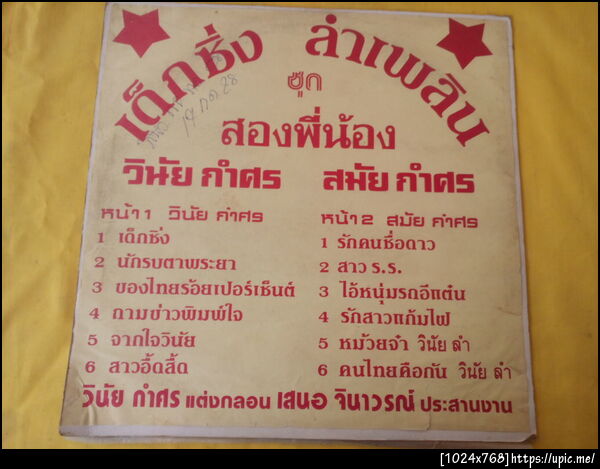 เด็กซิ่ง ลำเพลิน
ชุด
17 กค 28
สองพี่น้อง
วินัย กำศร สมัย กำศร
หน้า 1 วินัย กำศร
1 เด็กซิ่ง
2 นักรบตาพระยา
3 ของไทยร้อยเปอร์เซ็นต์
4 ถามข่าวพิมพ์ใจ
5 จากใจวินัย
6 สาวอี้ดสี้ด
หน้า 2 สมัย กำศร
1 รักคนชื่อดาว
2 สาว ร.ร.
3 ไอ้หนุ่มรถอีแต๋น
4 รักสาวแก้มไฝ
5 หม้วยจ๋า วินัย ลำ
6 คนไทยคือกัน วินัย ลำ
วินัย กำศร แต่งกลอน เสนอ จินาวรณ์ ประสานงาน
[1024x768]https://upic.me/